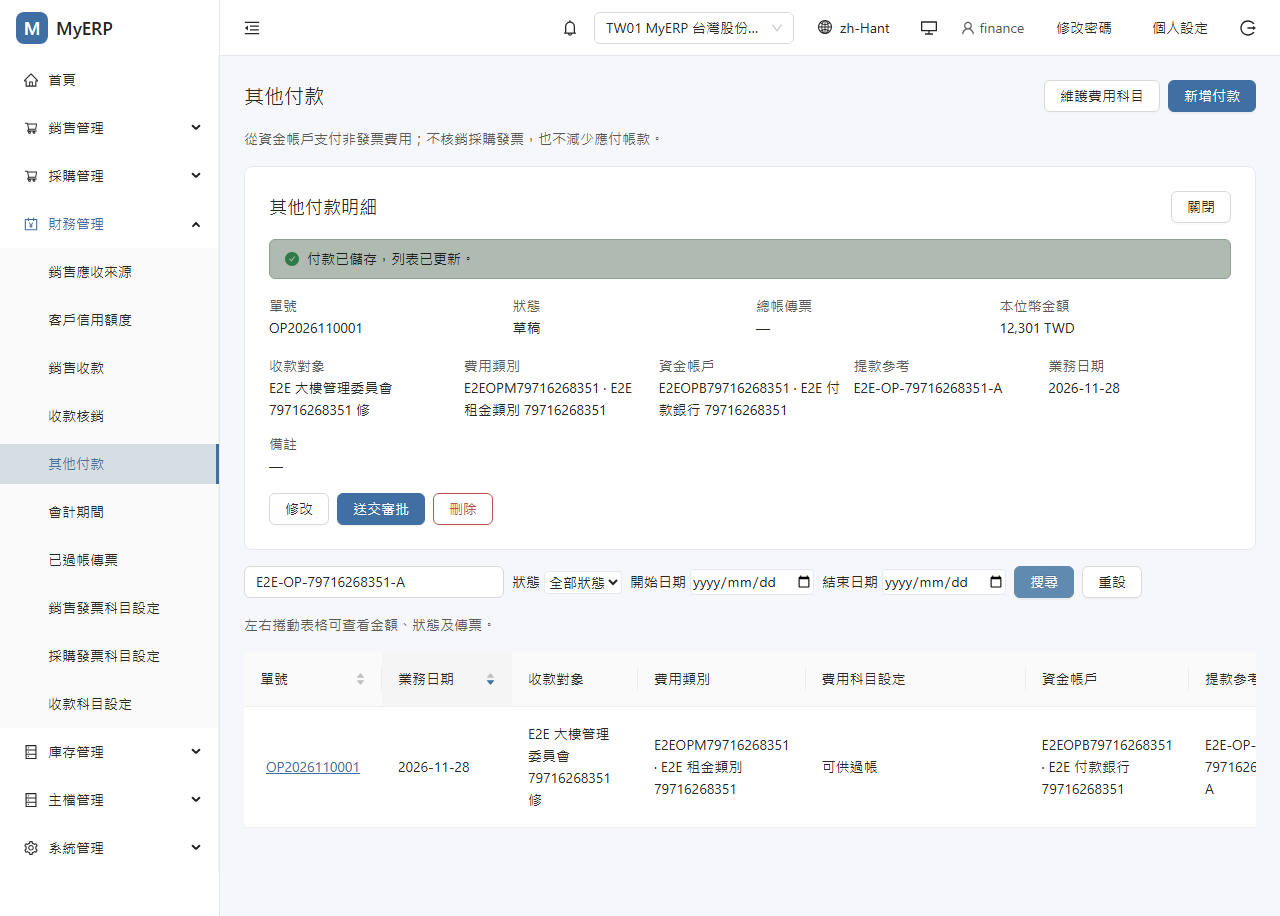 M MyERP
TW01 MyERP 台灣股份... zh-Hant finance 修改密碼 個人設定
首頁
銷售管理
採購管理
財務管理
銷售應收來源
客戶信用額度
銷售收款
收款核銷
其他付款
會計期間
已過帳傳票
銷售發票科目設定
採購發票科目設定
收款科目設定
庫存管理
主檔管理
系統管理
其他付款
維護費用科目 新增付款
從資金帳戶支付非發票費用；不核銷採購發票，也不減少應付帳款。
其他付款明細
關閉
付款已儲存，列表已更新。
單號 狀態 總帳傳票 本位幣金額
OP2026110001 草稿 — 12,301 TWD
收款對象 費用類別 資金帳戶 提款參考 業務日期
E2E 大樓管理委員會 E2EOPM79716268351 · E2E E2EOPB79716268351 · E2E 付 E2E-OP-79716268351-A 2026-11-28
79716268351 修 租金類別 79716268351 款銀行 79716268351
備註
—
修改 送交審批 刪除
E2E-OP-79716268351-A 狀態 全部狀態 開始日期 yyyy/mm/dd 結束日期 yyyy/mm/dd 搜尋 重設
左右捲動表格可查看金額、狀態及傳票。
單號 業務日期 收款對象 費用類別 費用科目設定 資金帳戶 提款參考
E2E 大樓管理
委員會
79716268351
修
E2EOPM79716268351
· E2E 租金類別
79716268351
OP2026110001 2026-11-28 可供過帳
E2EOPB79716268351
· E2E 付款銀行
79716268351
E2E-OP-
7971626
A